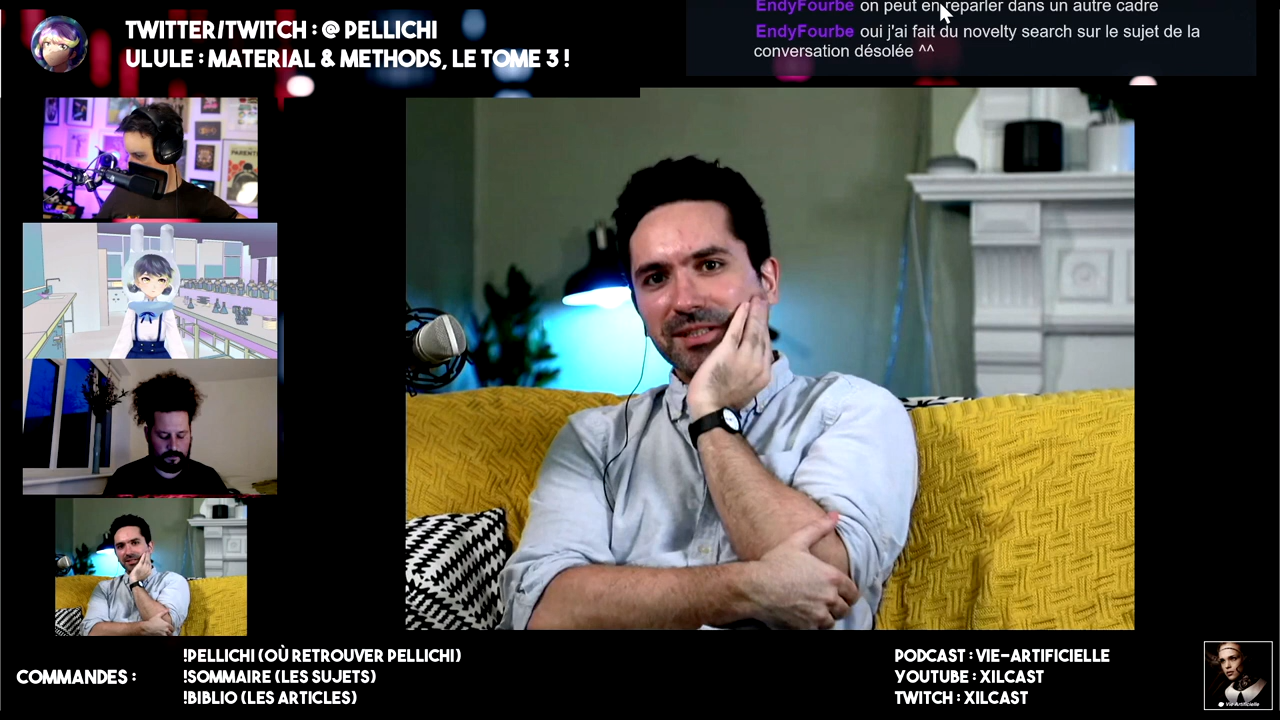 TWITTER/TWITCH : @ PELLICHI
ULULE : MATERIAL & METHODS, LE TOME 3 !
EndyFourbe on peut en reparler dans un autre cadre
EndyFourbe oui j'ai fait du novelty search sur le sujet de la
conversation désolée ^^
COMMANDES :
!PELLICHI (OÙ RETROUVER PELLICHI)
!SOMMAIRE (LES SUJETS)
!BIBLIO (LES ARTICLES)
PODCAST : VIE-ARTIFICIELLE
YOUTUBE : XILCAST
TWITCH : XILCAST
Vie-Artificielle